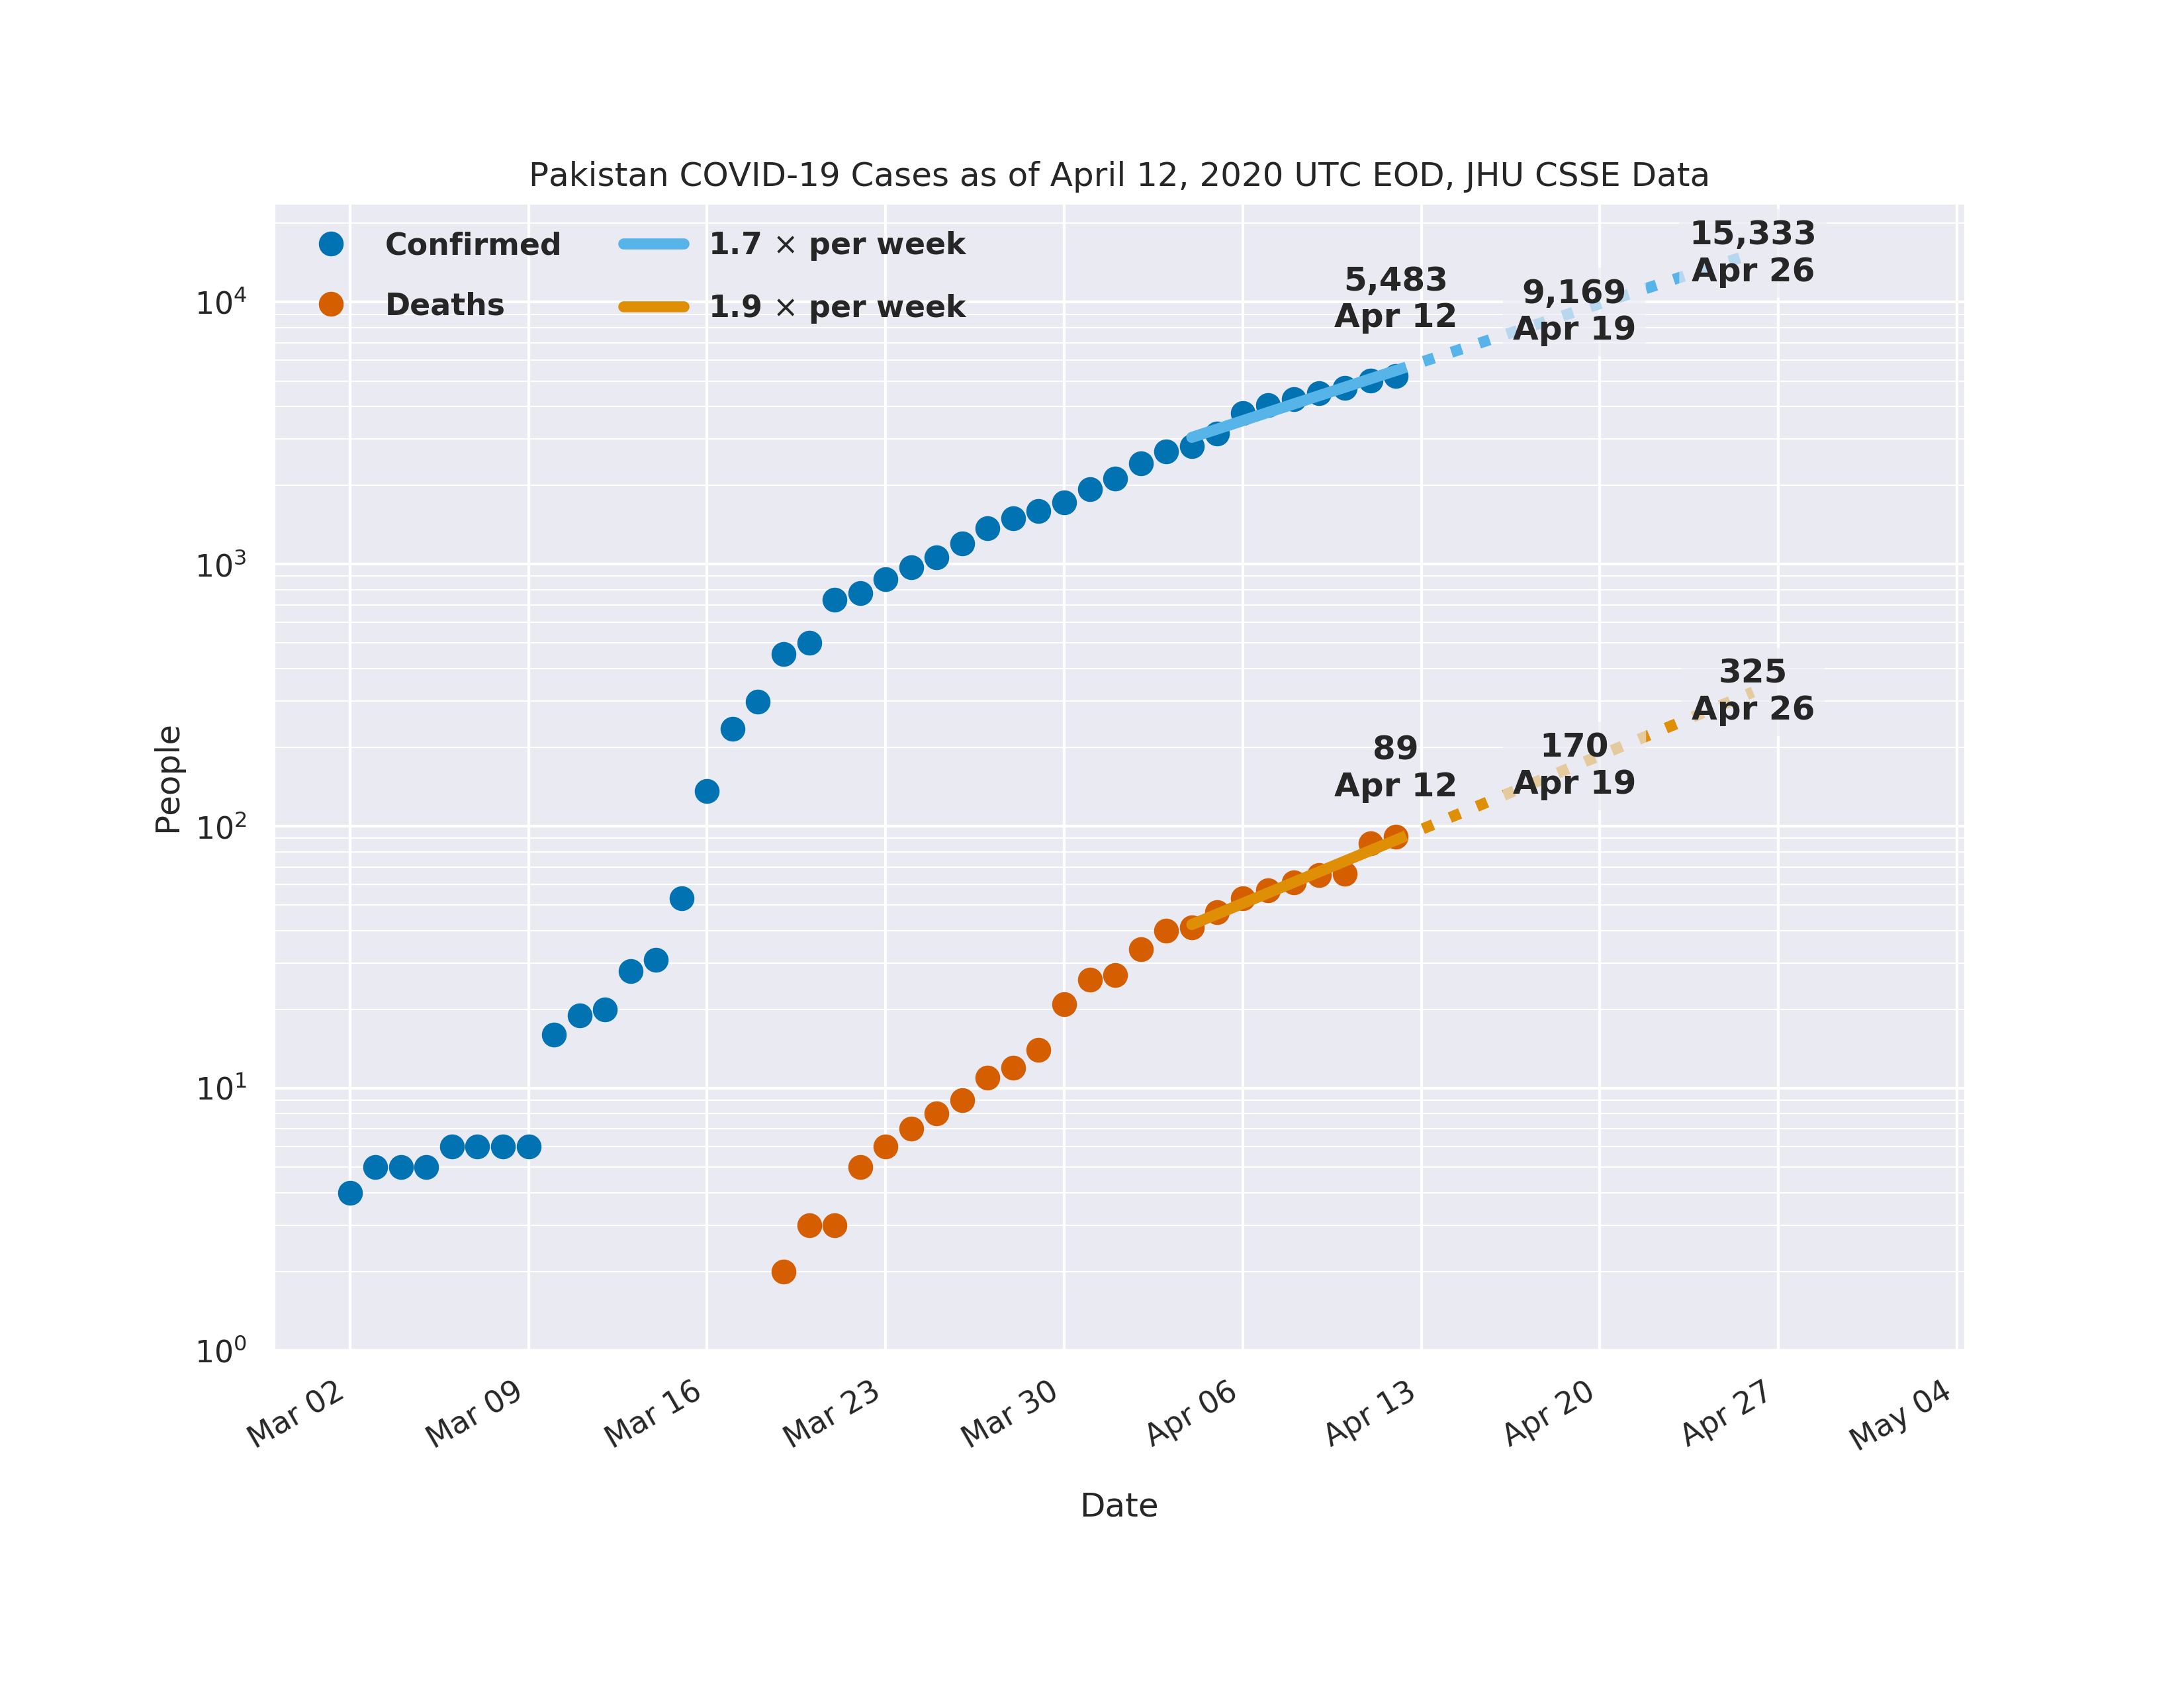 Pakistan COVID-19 Cases as of April 12, 2020 UTC EOD, JHU CSSE Data
Confirmed
Deaths
1.7 × per week
1.9 × per week
5,483
Apr 12
9,169
Apr 19
15,333
Apr 26
89
Apr 12
170
Apr 19
325
Apr 26
People
10⁴
10³
10²
10¹
10⁰
Mar 02
Mar 09
Mar 16
Mar 23
Mar 30
Apr 06
Apr 13
Apr 20
Apr 27
May 04
Date